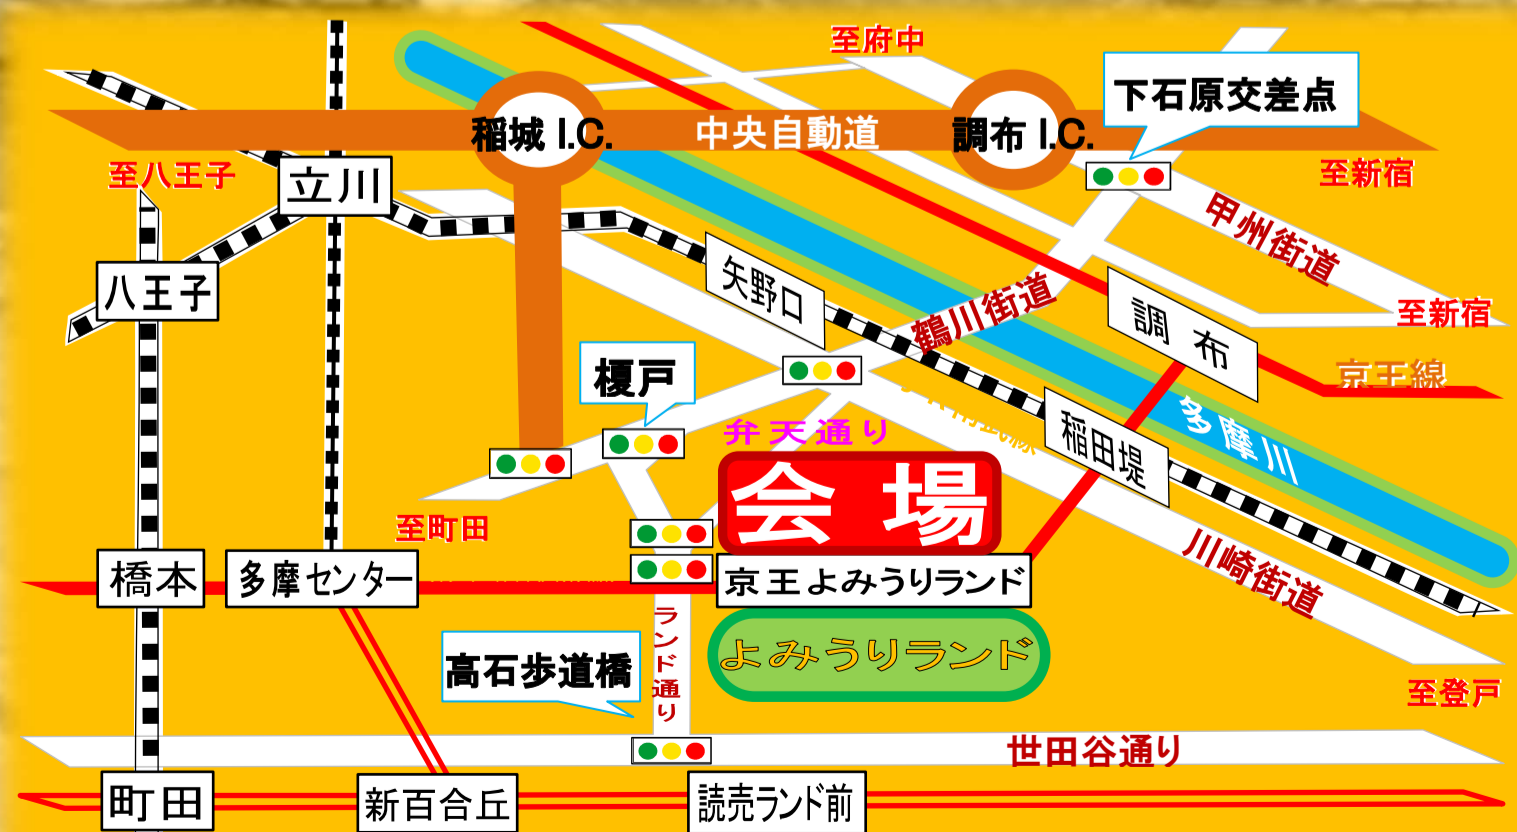 至府中
下石原交差点
稲城 I.C.
中央自動道
調布 I.C.
至八王子
至新宿
立川
甲州街道
八王子
矢野口
鶴川街道
調 布
至新宿
榎戸
京王線
弁天通り
稲田堤
多摩川
会 場
至町田
川崎街道
橋本
多摩センター
京王よみうりランド
ランド通り
よみうりランド
高石歩道橋
至登戸
世田谷通り
町田
新百合丘
読売ランド前